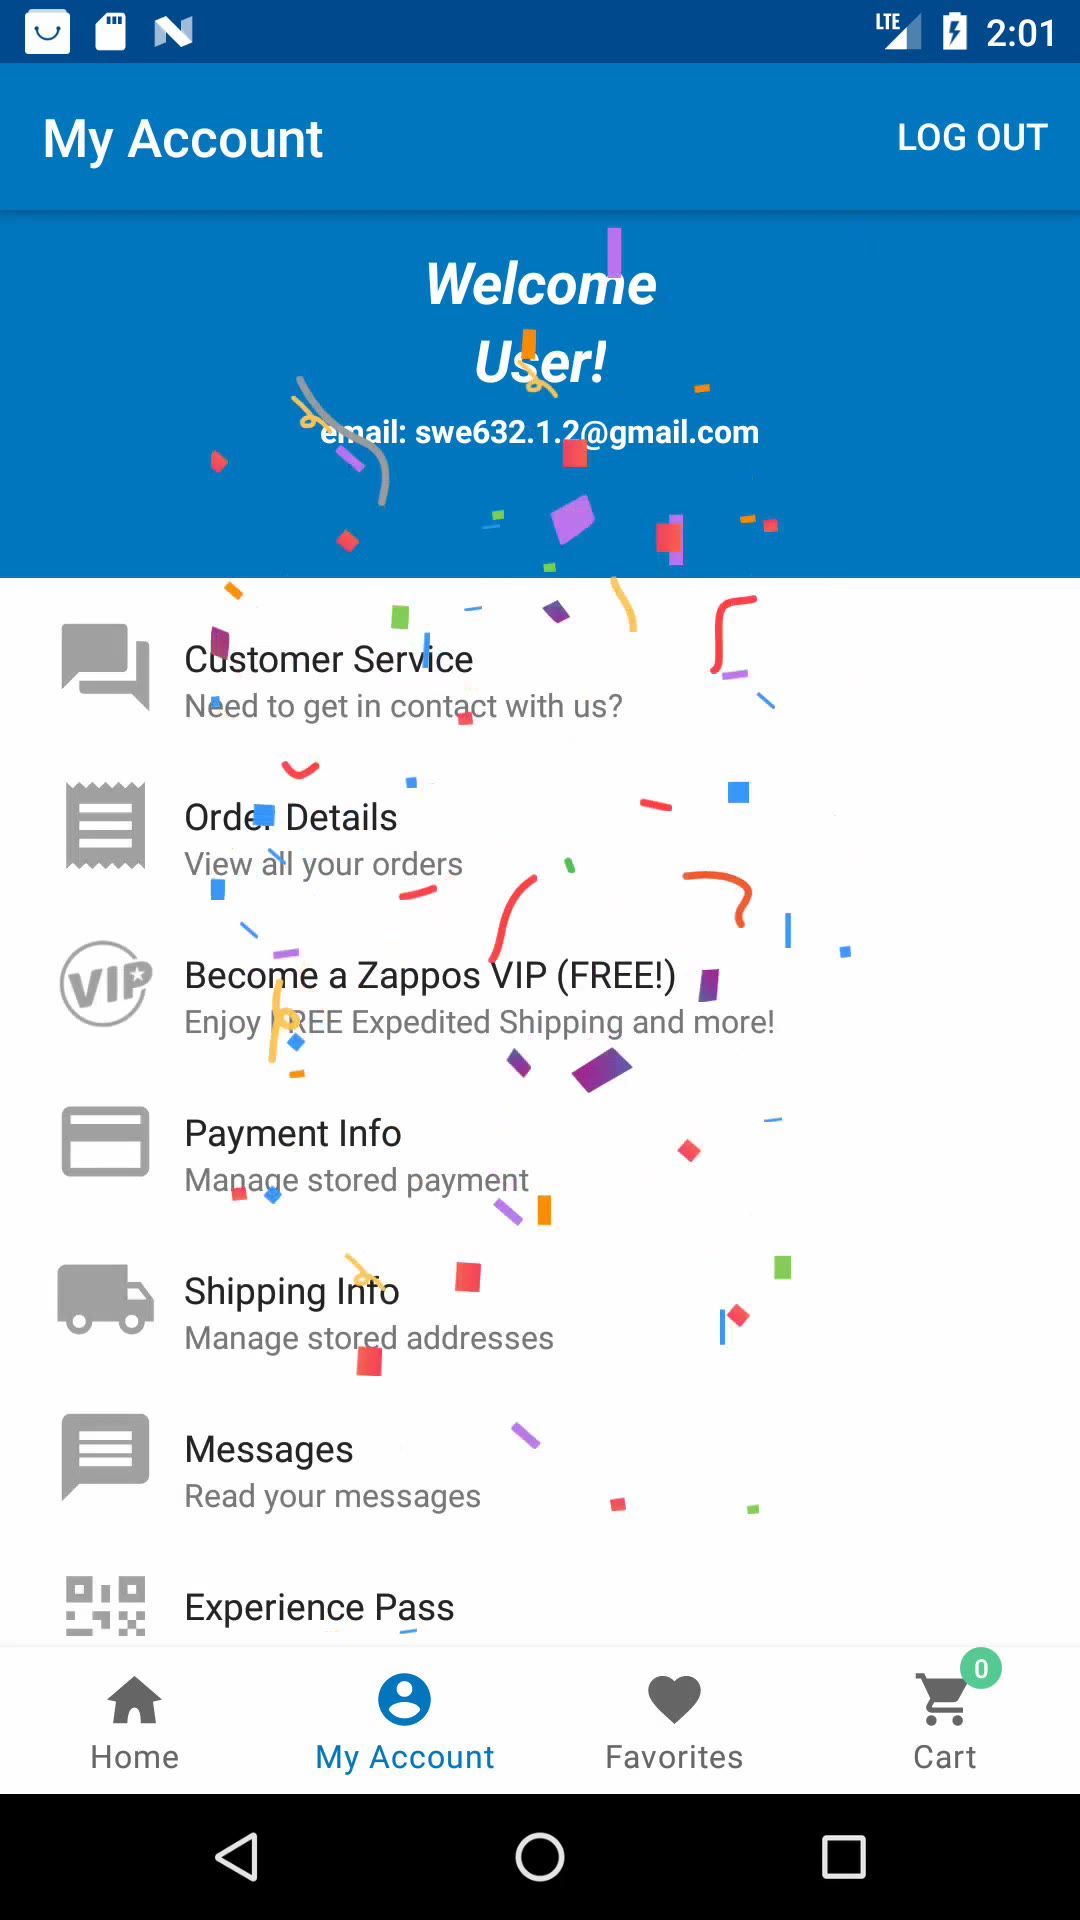 LTE 2:01
My Account LOG OUT
Welcome
User!
email: swe632.1.2@gmail.com
Customer Service
Need to get in contact with us?
Order Details
View all your orders
VIP
Become a Zappos VIP (FREE!)
Enjoy FREE Expedited Shipping and more!
Payment Info
Manage stored payment
Shipping Info
Manage stored addresses
Messages
Read your messages
Experience Pass
0
Home My Account Favorites Cart